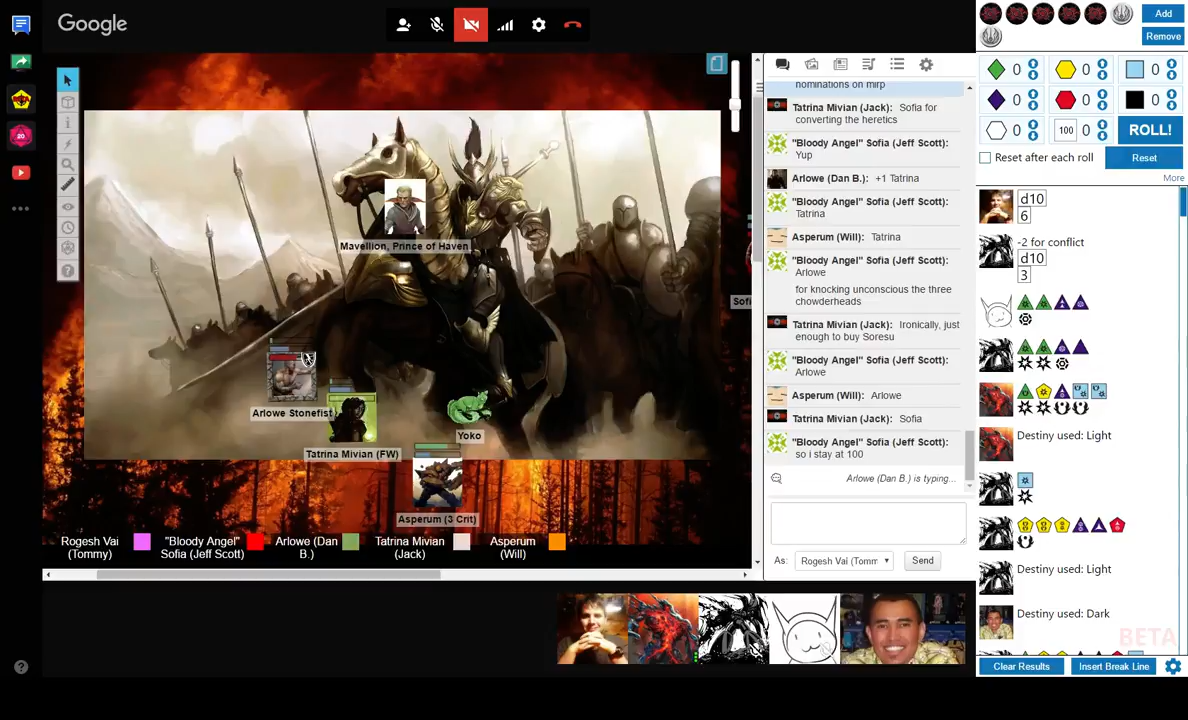 Google
nominations on mirp
Tatrina Mivian (Jack): Sofia for
converting the heretics
"Bloody Angel" Sofia (Jeff Scott):
Yup
Arlowe (Dan B.): +1 Tatrina
"Bloody Angel" Sofia (Jeff Scott):
Tatrina
Asperum (Will): Tatrina
"Bloody Angel" Sofia (Jeff Scott):
Arlowe
for knocking unconscious the three
chowderheads
Tatrina Mivian (Jack): Ironically, just
enough to buy Soresu
"Bloody Angel" Sofia (Jeff Scott):
Arlowe
Asperum (Will): Arlowe
Tatrina Mivian (Jack): Sofia
"Bloody Angel" Sofia (Jeff Scott):
so i stay at 100
Arlowe (Dan B.) is typing...
As:
Rogesh Vai (Tomm
Send
Mavellion, Prince of Haven
Sofi
Arlowe Stonefist
Tatrina Mivian (FW)
Yoko
Asperum (3 Crit)
Rogesh Vai
(Tommy)
"Bloody Angel"
Sofia (Jeff Scott)
Arlowe (Dan
B.)
Tatrina Mivian
(Jack)
Asperum
(Will)
Add
Remove
0 0 0
0 0 0
0 100 0 ROLL!
Reset after each roll
Reset
More
d10
6
-2 for conflict
d10
3
Destiny used: Light
Destiny used: Light
Destiny used: Dark
BETA
Clear Results
Insert Break Line